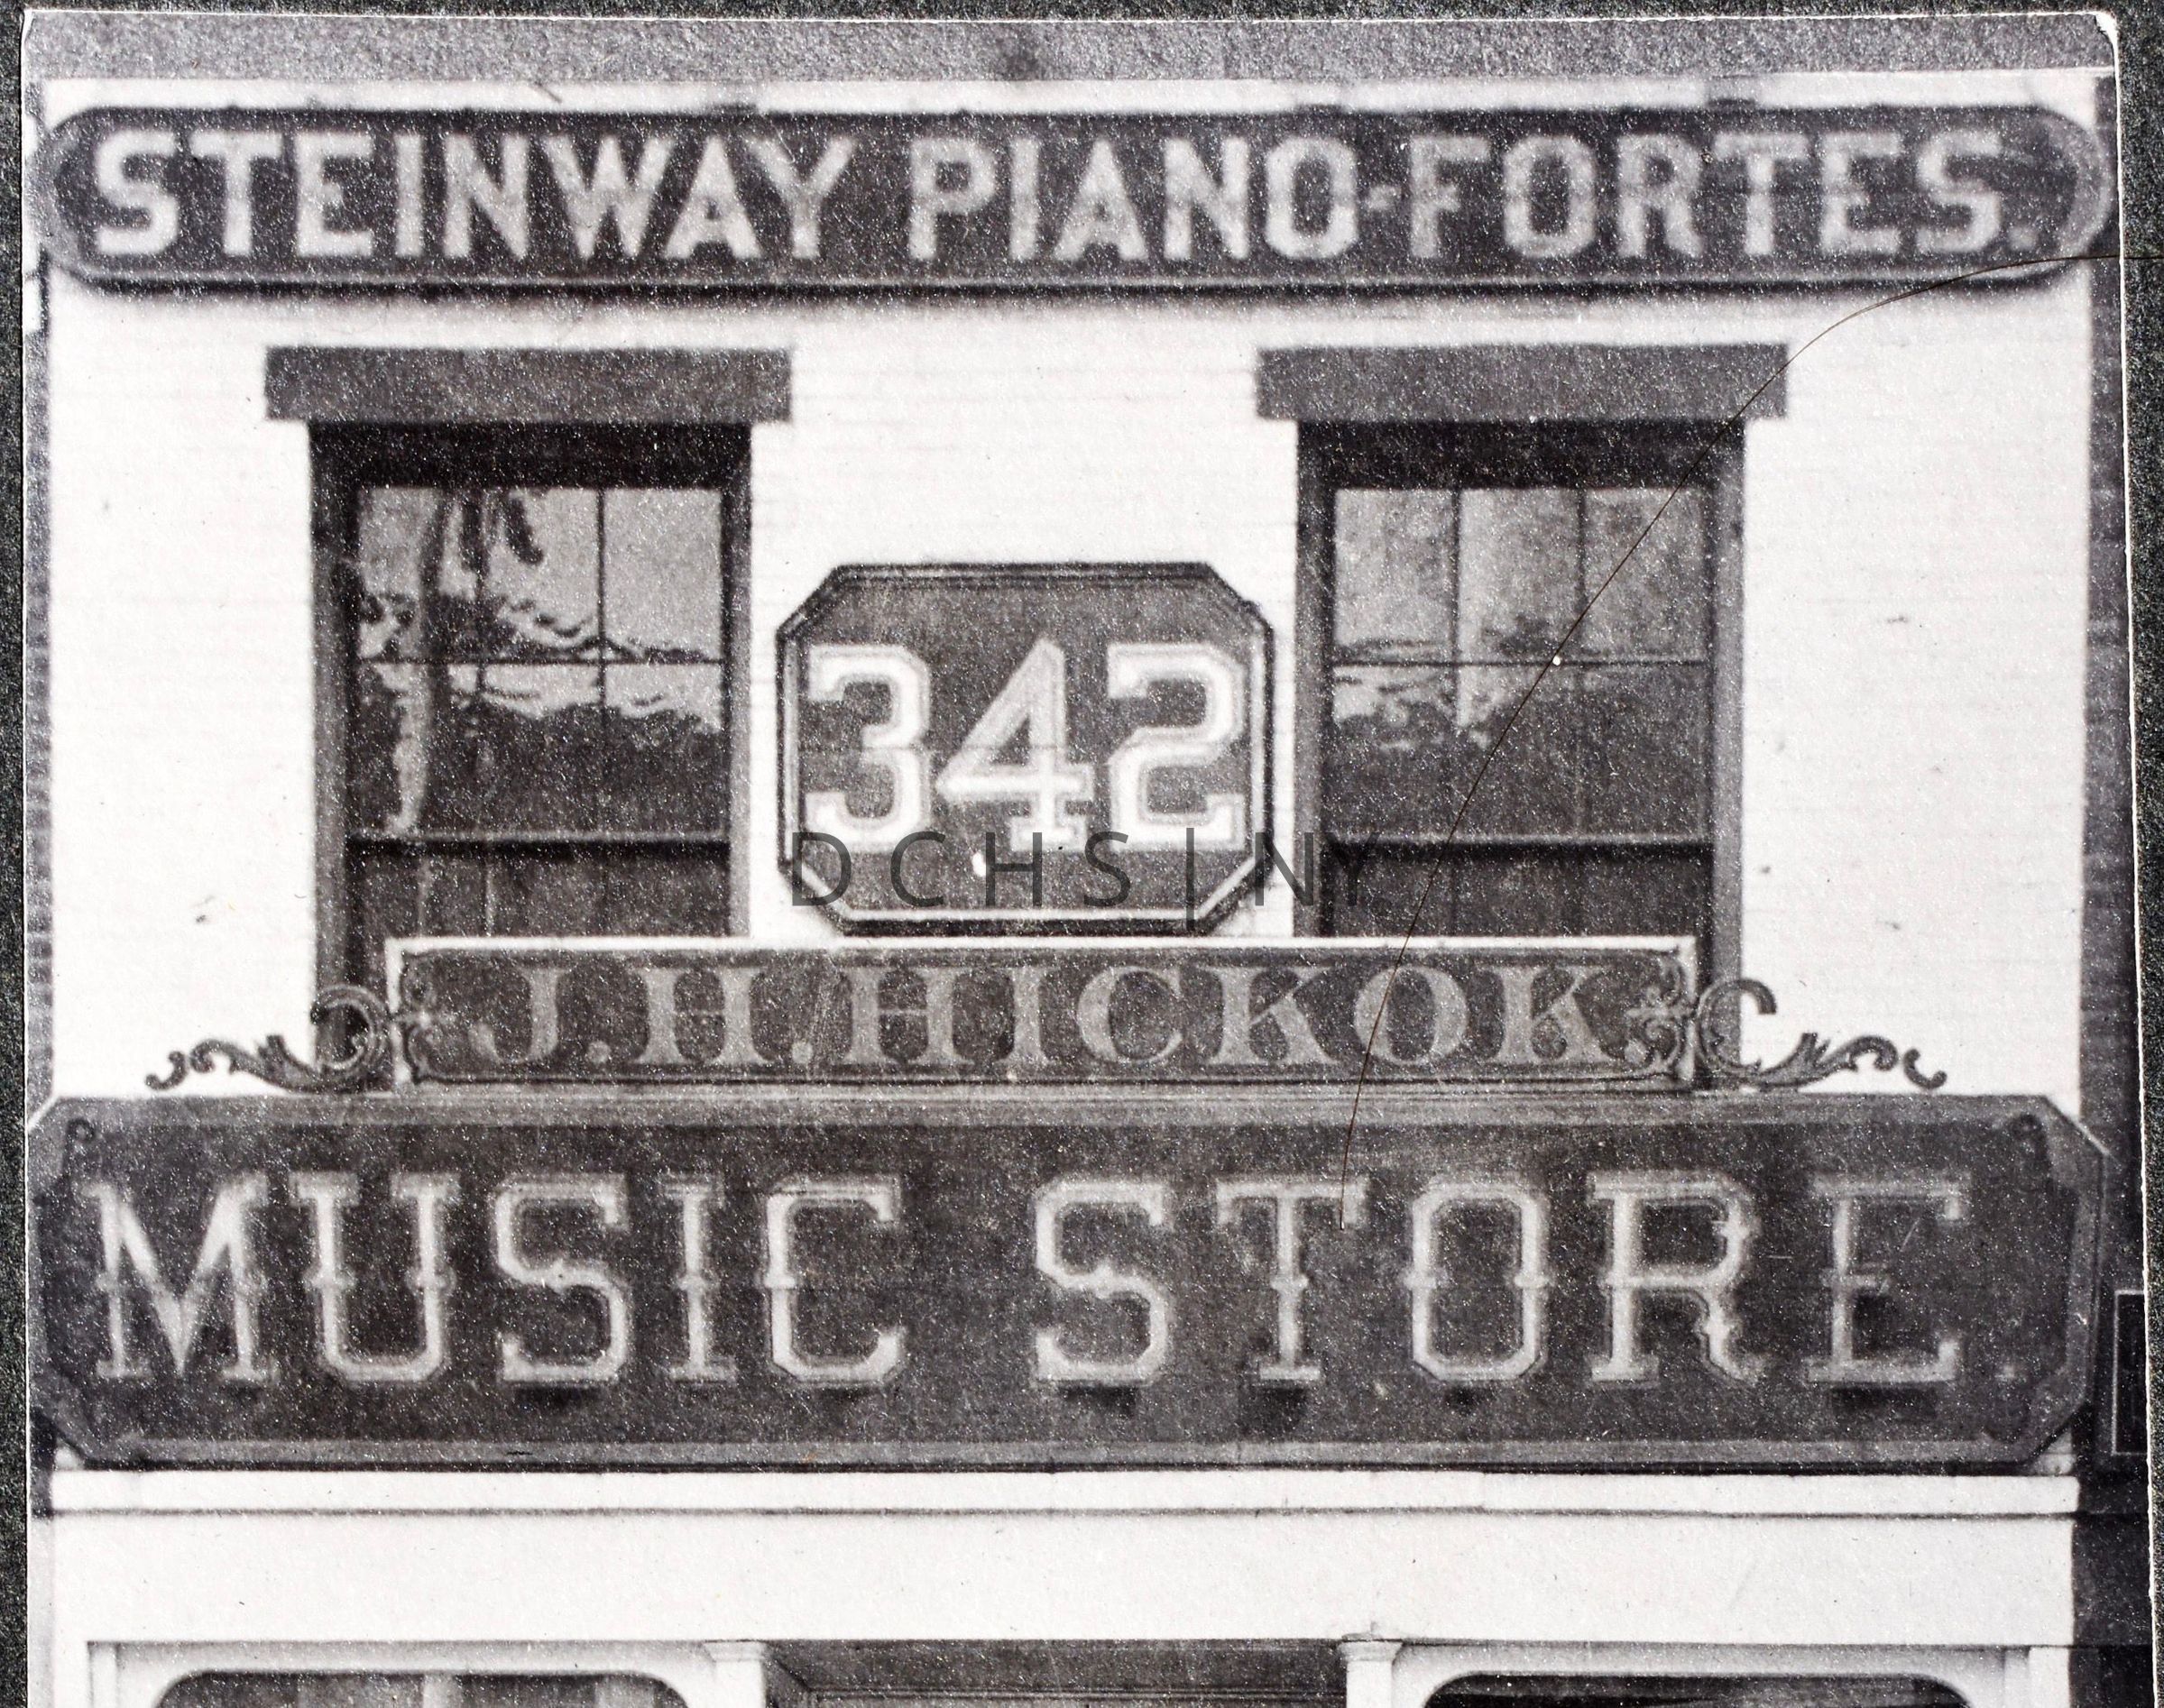 STEINWAY PIANO-FORTES.
342
DCHS|NY
J.H.HICKOK
MUSIC STORE.